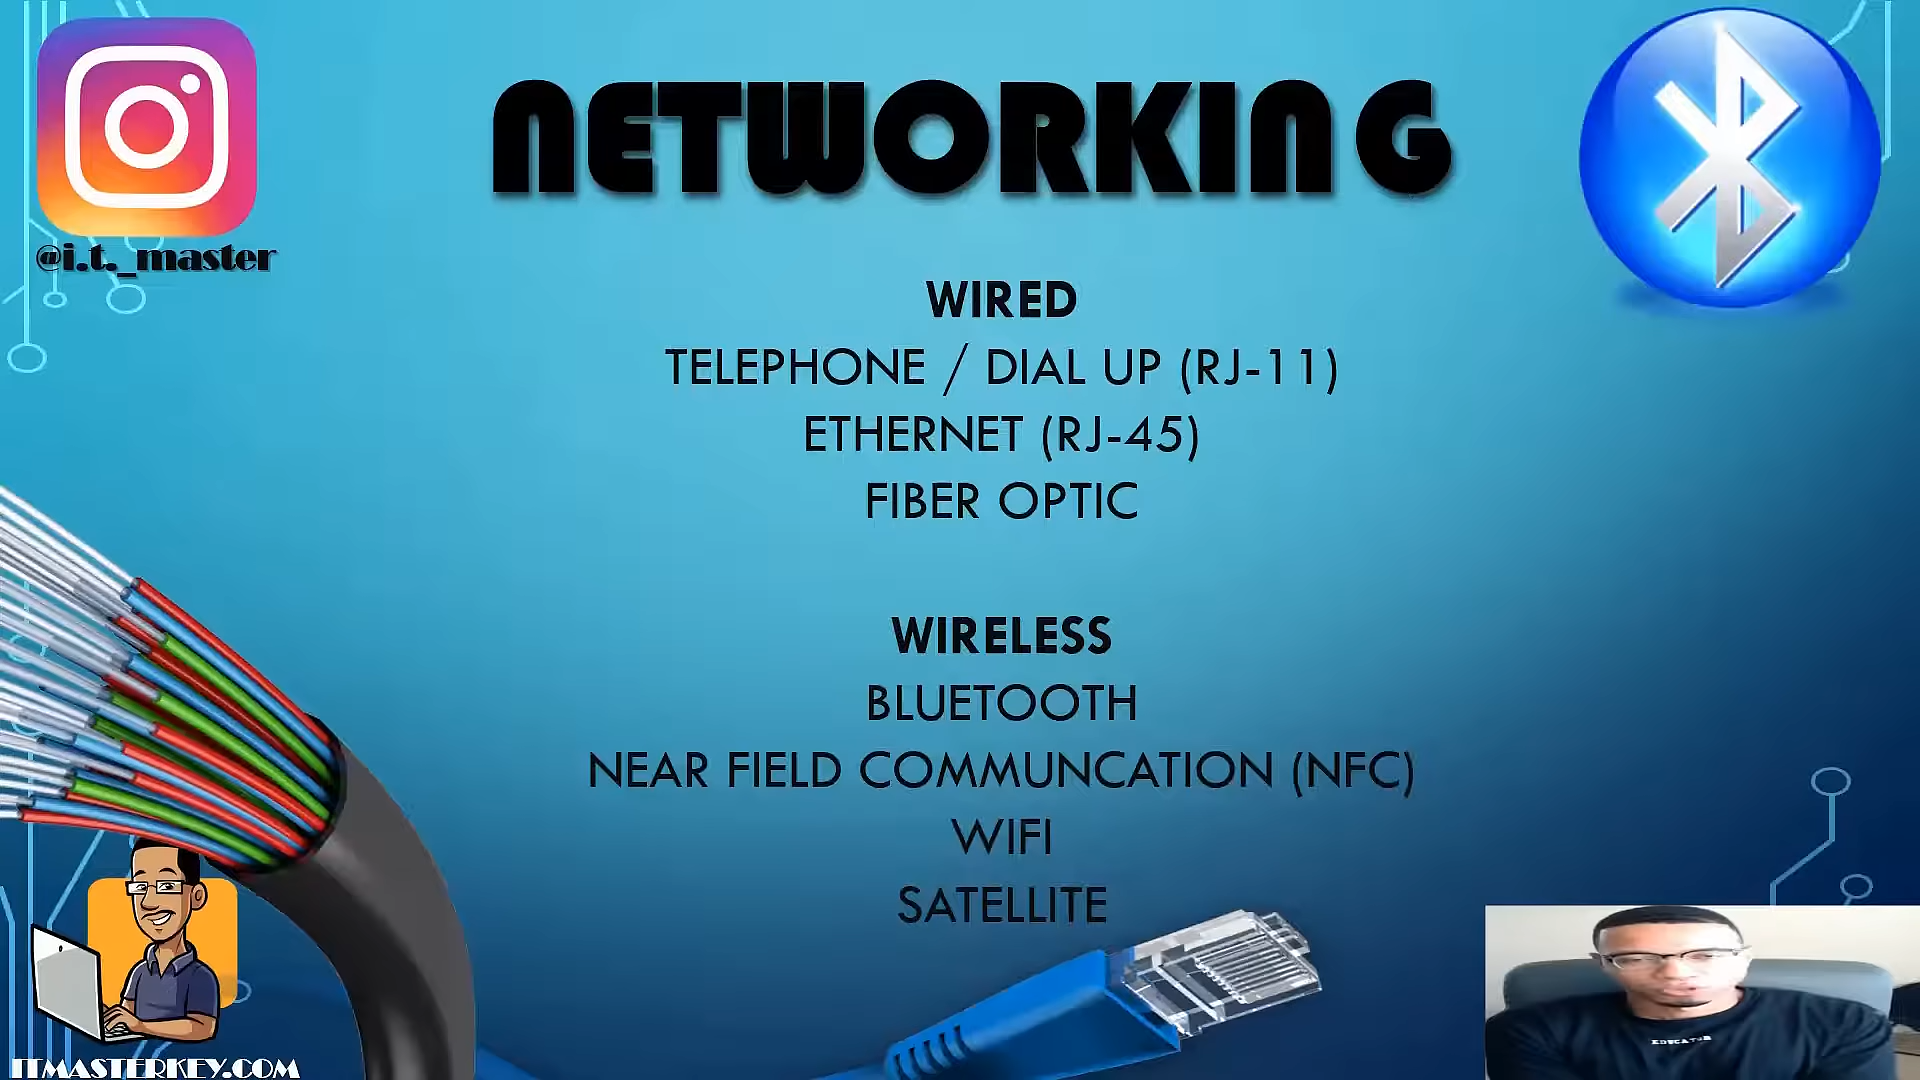 @i.t._master
NETWORKING
WIRED
TELEPHONE / DIAL UP (RJ-11)
ETHERNET (RJ-45)
FIBER OPTIC
WIRELESS
BLUETOOTH
NEAR FIELD COMMUNCATION (NFC)
WIFI
SATELLITE
ITMASTERKEY.COM
EDUCATOR